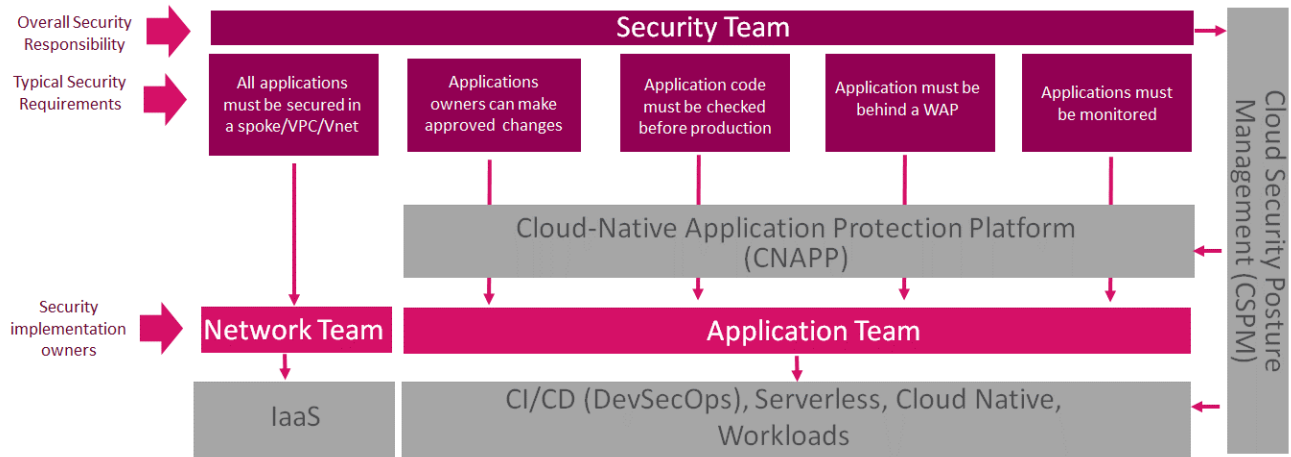 Overall Security
Responsibility
Security Team
Typical Security
Requirements
All applications
must be secured in
a spoke/VPC/Vnet
Applications
owners can make
approved changes
Application code
must be checked
before production
Application must be
behind a WAP
Applications must
be monitored
Cloud Security Posture
Management (CSPM)
Cloud-Native Application Protection Platform
(CNAPP)
Security
implementation
owners
Network Team
Application Team
IaaS
CI/CD (DevSecOps), Serverless, Cloud Native,
Workloads